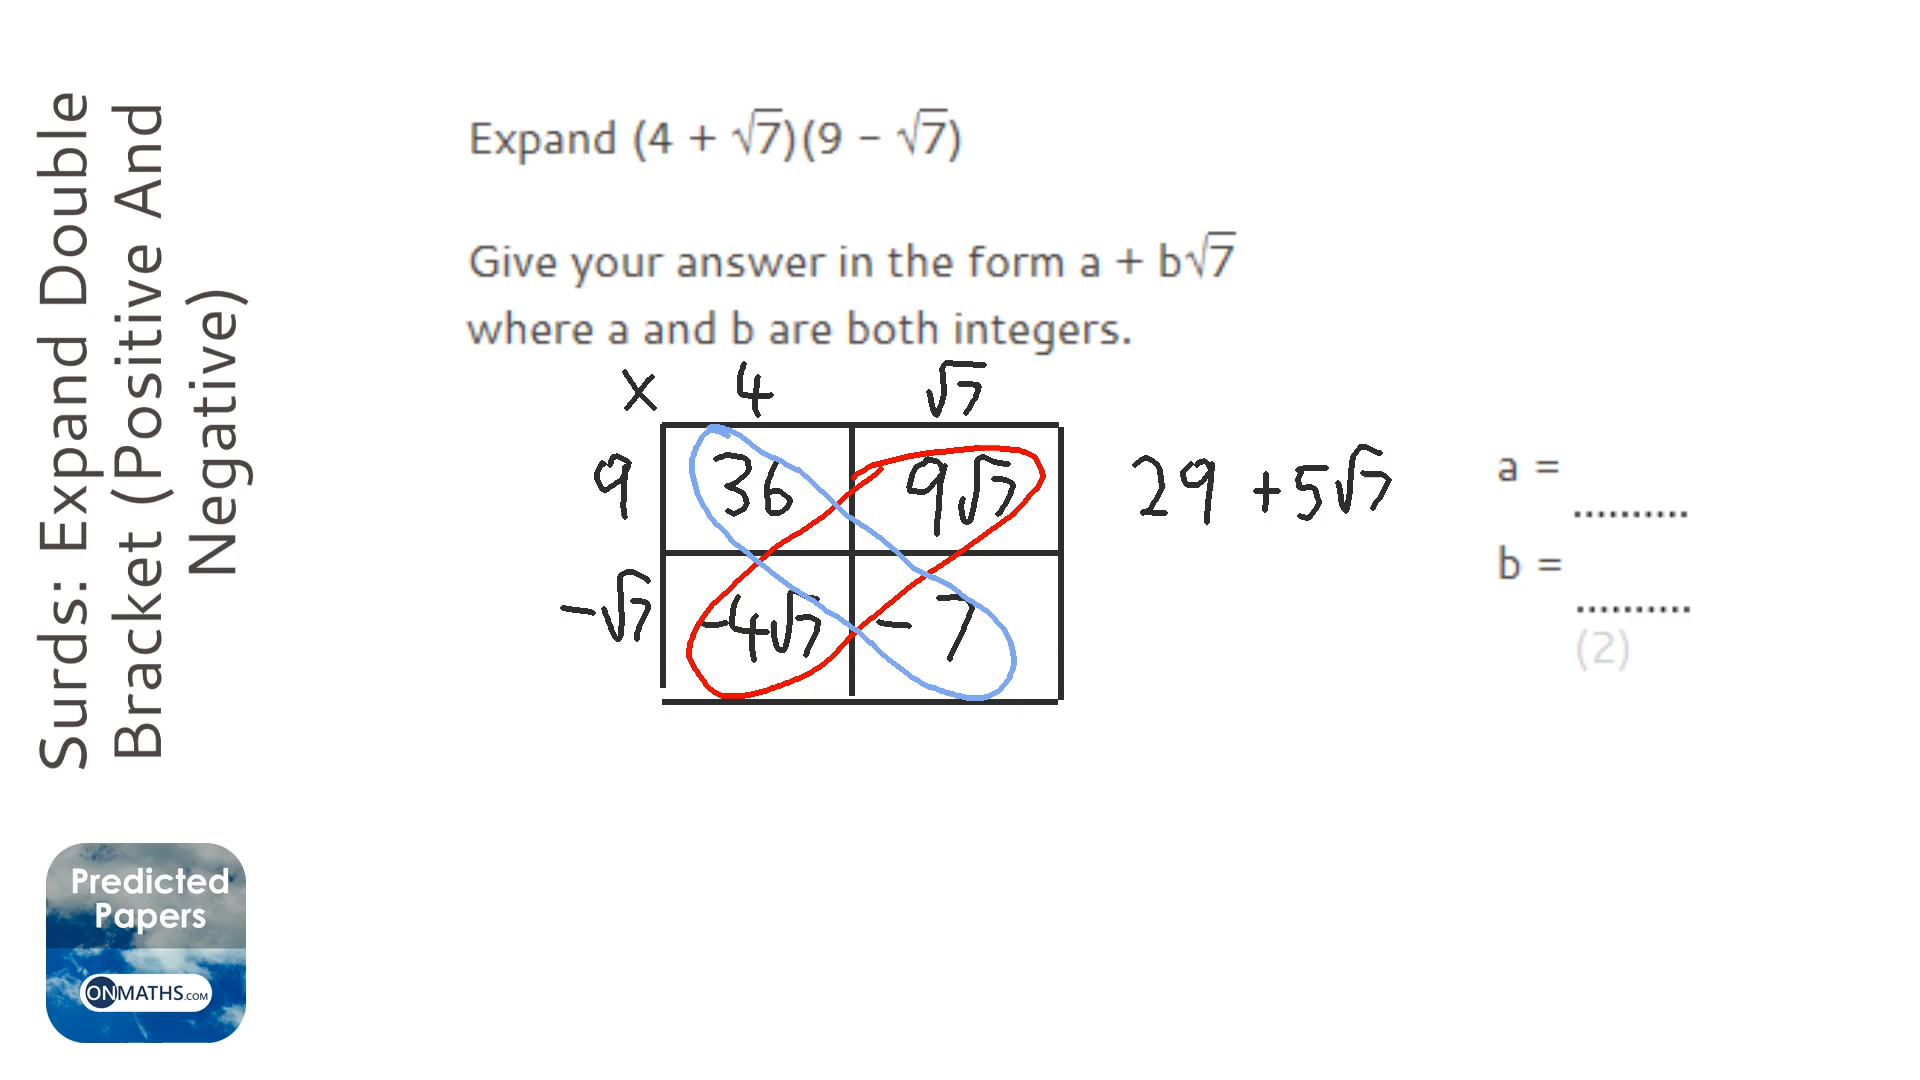 Surds: Expand Double
Bracket (Positive And
Negative)
Expand (4 + √7)(9 − √7)
Give your answer in the form a + b√7
where a and b are both integers.
× 4 √7
9 36 9√7
−√7 −4√7 −7
29 + 5√7
a = ..........
b = ..........
(2)
Predicted
Papers
ONMATHS.COM